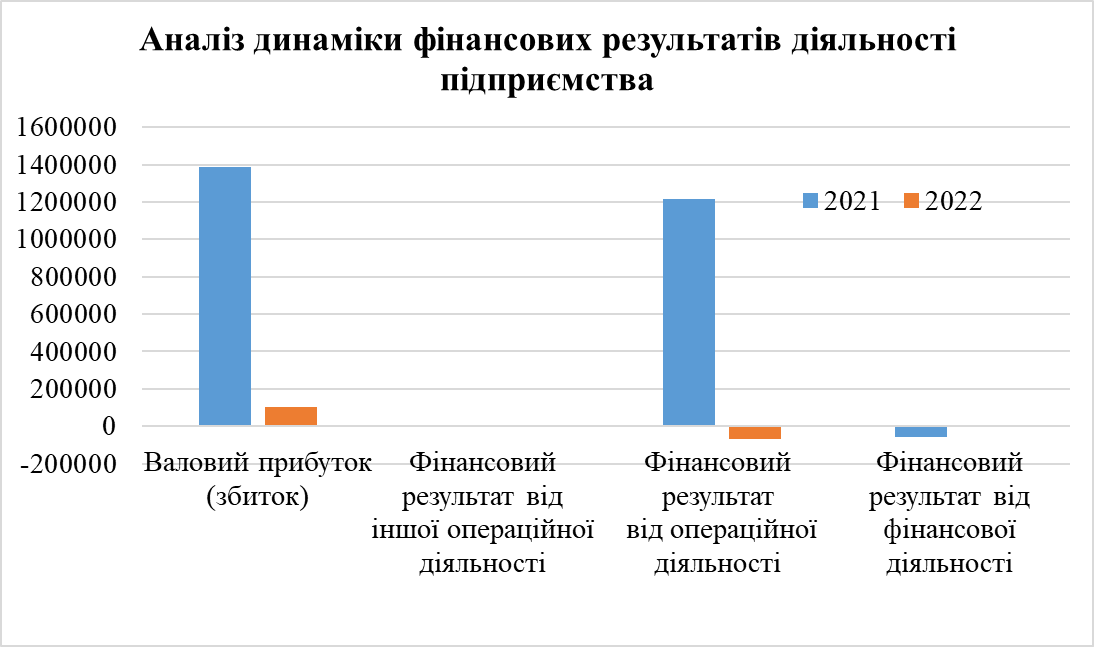 Аналіз динаміки фінансових результатів діяльності
підприємства
1600000
1400000
1200000
1000000
800000
600000
400000
200000
0
-200000
2021 2022
Валовий прибуток
(збиток)
Фінансовий
результат від
іншої операційної
діяльності
Фінансовий
результат
від операційної
діяльності
Фінансовий
результат від
фінансової
діяльності